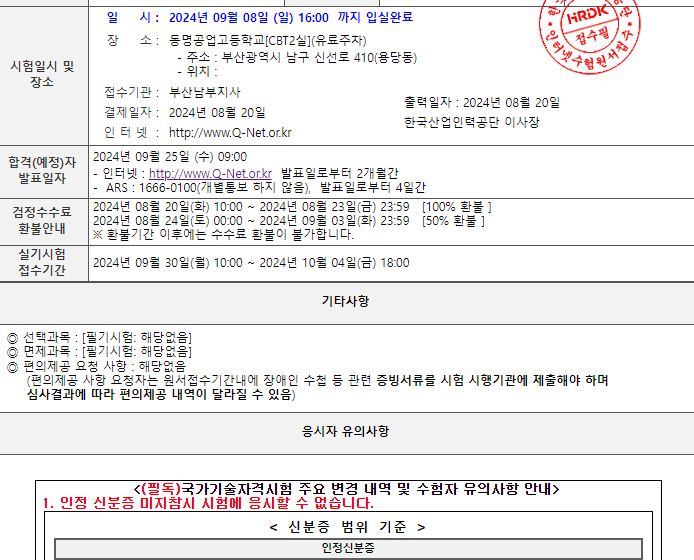 일 시 : 2024년 09월 08일 (일) 16:00 까지 입실완료
시험일시 및
장소
장 소 : 동명공업고등학교[CBT2실](유료주차)
- 주소 : 부산광역시 남구 신선로 410(용당동)
- 위치 :
접수기관 : 부산남부지사
결제일자 : 2024년 08월 20일
인 터 넷 : http://www.Q-Net.or.kr
출력일자 : 2024년 08월 20일
한국산업인력공단 이사장
HRDK
접수필
인터넷수험원서접수
합격(예정)자
발표일자
2024년 09월 25일 (수) 09:00
- 인터넷 : http://www.Q-Net.or.kr 발표일로부터 2개월간
- ARS : 1666-0100(개별통보 하지 않음), 발표일로부터 4일간
검정수수료
환불안내
2024년 08월 20일(화) 10:00 ~ 2024년 08월 23일(금) 23:59 [100% 환불 ]
2024년 08월 24일(토) 00:00 ~ 2024년 09월 03일(화) 23:59 [50% 환불 ]
※ 환불기간 이후에는 수수료 환불이 불가합니다.
실기시험
접수기간
2024년 09월 30일(월) 10:00 ~ 2024년 10월 04일(금) 18:00
기타사항
◎ 선택과목 : [필기시험: 해당없음]
◎ 면제과목 : [필기시험: 해당없음]
◎ 편의제공 요청 사항 : 해당없음
(편의제공 사항 요청자는 원서접수기간내에 장애인 수첩 등 관련 증빙서류를 시험 시행기관에 제출해야 하며
심사결과에 따라 편의제공 내역이 달라질 수 있음)
응시자 유의사항
<(필독)국가기술자격시험 주요 변경 내역 및 수험자 유의사항 안내>
1. 인정 신분증 미지참시 시험에 응시할 수 없습니다.
< 신분증 범위 기준 >
인정신분증